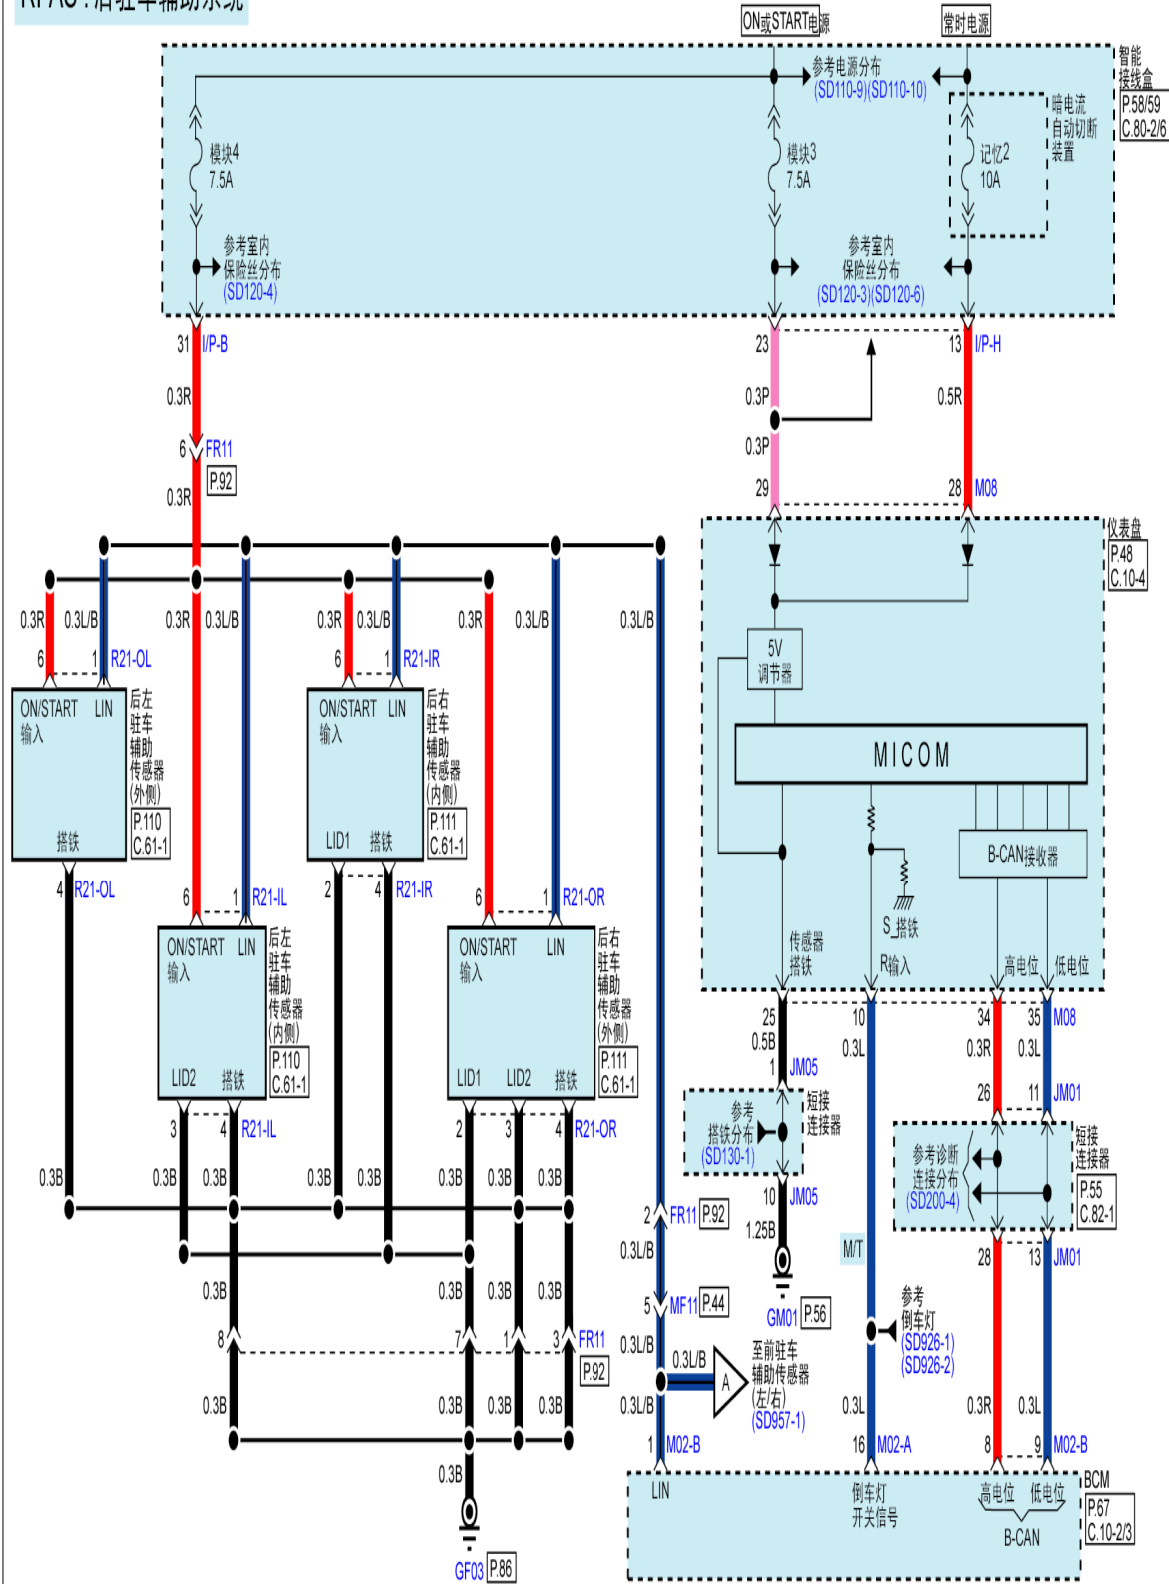 RPAS : 后驻车辅助系统
ON或START电源
常时电源
智能
接线盒
P.58/59
C.80-2/6
参考电源分布
(SD110-9)(SD110-10)
暗电流
自动切断
装置
模块4
7.5A
模块3
7.5A
记忆2
10A
参考室内
保险丝分布
(SD120-4)
参考室内
保险丝分布
(SD120-3)(SD120-6)
31
I/P-B
23
13
I/P-H
0.3R
0.3P
0.5R
6
FR11
P.92
0.3R
0.3P
29
28
M08
仪表盘
P.48
C.10-4
0.3R
0.3L/B
0.3R
0.3L/B
0.3R
0.3L/B
0.3R
0.3L/B
0.3L/B
6
1
R21-OL
6
1
R21-IR
5V
调节器
ON/START
输入
LIN
搭铁
后左
驻车
辅助
传感器
(外侧)
P.110
C.61-1
ON/START
输入
LIN
LID1
搭铁
后右
驻车
辅助
传感器
(内侧)
P.111
C.61-1
MICOM
B-CAN接收器
S_搭铁
4
R21-OL
6
1
R21-IL
2
4
R21-IR
6
1
R21-OR
ON/START
输入
LIN
LID2
搭铁
后左
驻车
辅助
传感器
(内侧)
P.110
C.61-1
ON/START
输入
LIN
LID1
LID2
搭铁
后右
驻车
辅助
传感器
(外侧)
P.111
C.61-1
传感器
搭铁
R输入
高电位
低电位
25
10
34
35
M08
0.5B
0.3L
0.3R
0.3L
1
JM05
26
11
JM01
参考
搭铁分布
(SD130-1)
短接
连接器
参考诊断
连接分布
(SD200-4)
短接
连接器
P.55
C.82-1
3
4
R21-IL
2
3
4
R21-OR
0.3B
0.3B
0.3B
0.3B
0.3B
0.3B
0.3B
0.3B
10
JM05
1.25B
2
FR11
P.92
0.3L/B
M/T
28
13
JM01
0.3B
0.3B
0.3B
0.3B
5
MF11
P.44
GM01
P.56
参考
倒车灯
(SD926-1)
(SD926-2)
8
7
1
3
FR11
P.92
0.3L/B
0.3L/B
A
至前驻车
辅助传感器
(左/右)
(SD957-1)
0.3B
0.3B
0.3B
0.3B
0.3L/B
0.3L
0.3R
0.3L
1
M02-B
16
M02-A
8
9
M02-B
0.3B
GF03
P.86
LIN
倒车灯
开关信号
高电位
低电位
B-CAN
BCM
P.67
C.10-2/3